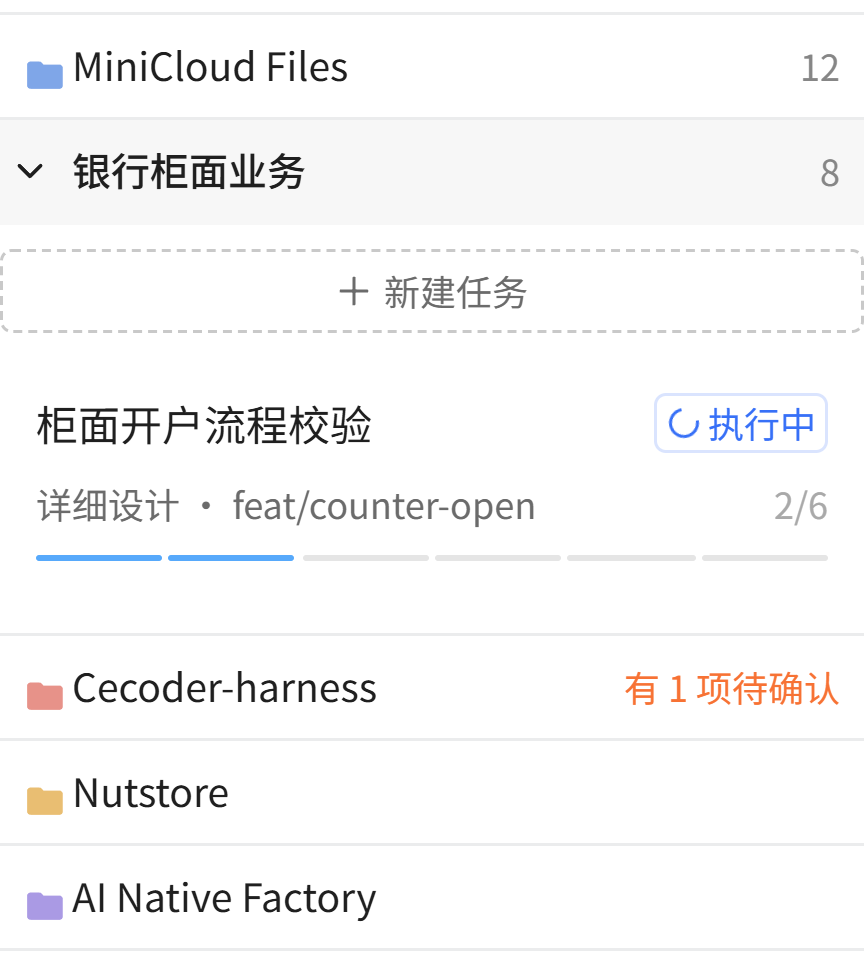 MiniCloud Files 12
银行柜面业务 8
新建任务
柜面开户流程校验 执行中
详细设计 · feat/counter-open 2/6
Cecoder-harness 有 1 项待确认
Nutstore
AI Native Factory